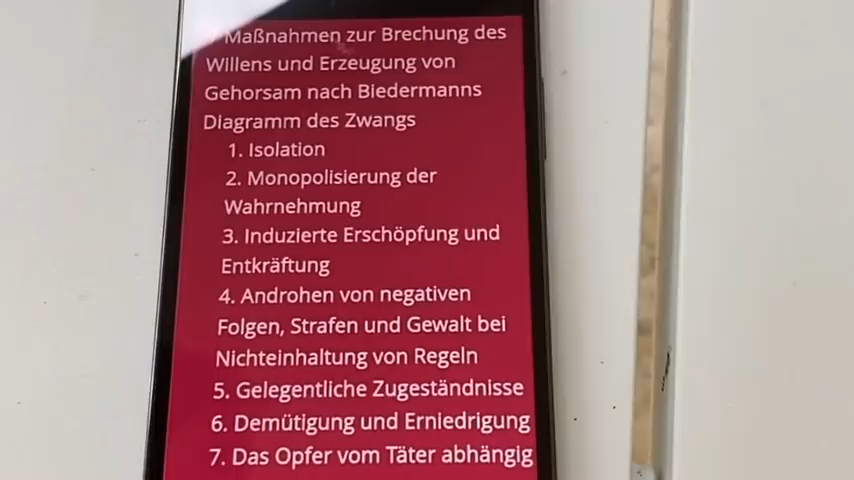 Maßnahmen zur Brechung des
Willens und Erzeugung von
Gehorsam nach Biedermanns
Diagramm des Zwangs
1. Isolation
2. Monopolisierung der
Wahrnehmung
3. Induzierte Erschöpfung und
Entkräftung
4. Androhen von negativen
Folgen, Strafen und Gewalt bei
Nichteinhaltung von Regeln
5. Gelegentliche Zugeständnisse
6. Demütigung und Erniedrigung
7. Das Opfer vom Täter abhängig